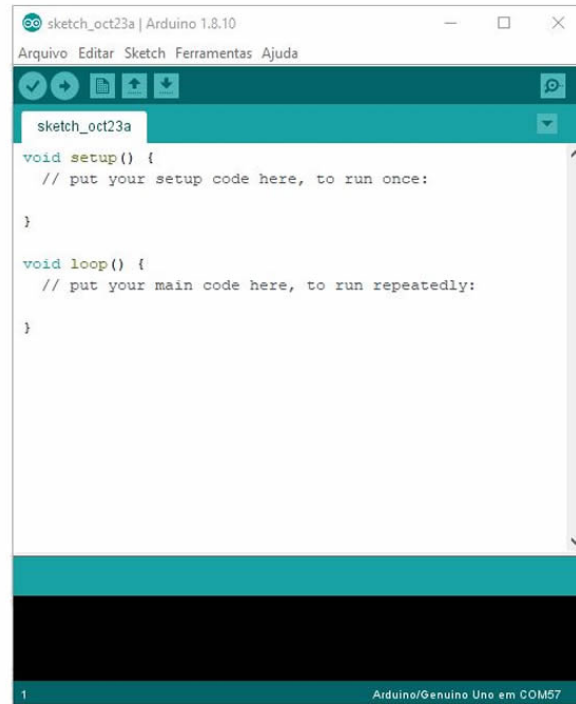 sketch_oct23a | Arduino 1.8.10
Arquivo Editar Sketch Ferramentas Ajuda
sketch_oct23a
void setup() {
// put your setup code here, to run once:
}
void loop() {
// put your main code here, to run repeatedly:
}
1
Arduino/Genuino Uno em COM57